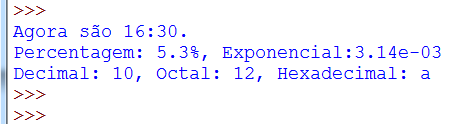 >>>
Agora são 16:30.
Percentagem: 5.3%, Exponencial:3.14e-03
Decimal: 10, Octal: 12, Hexadecimal: a
>>>
>>>